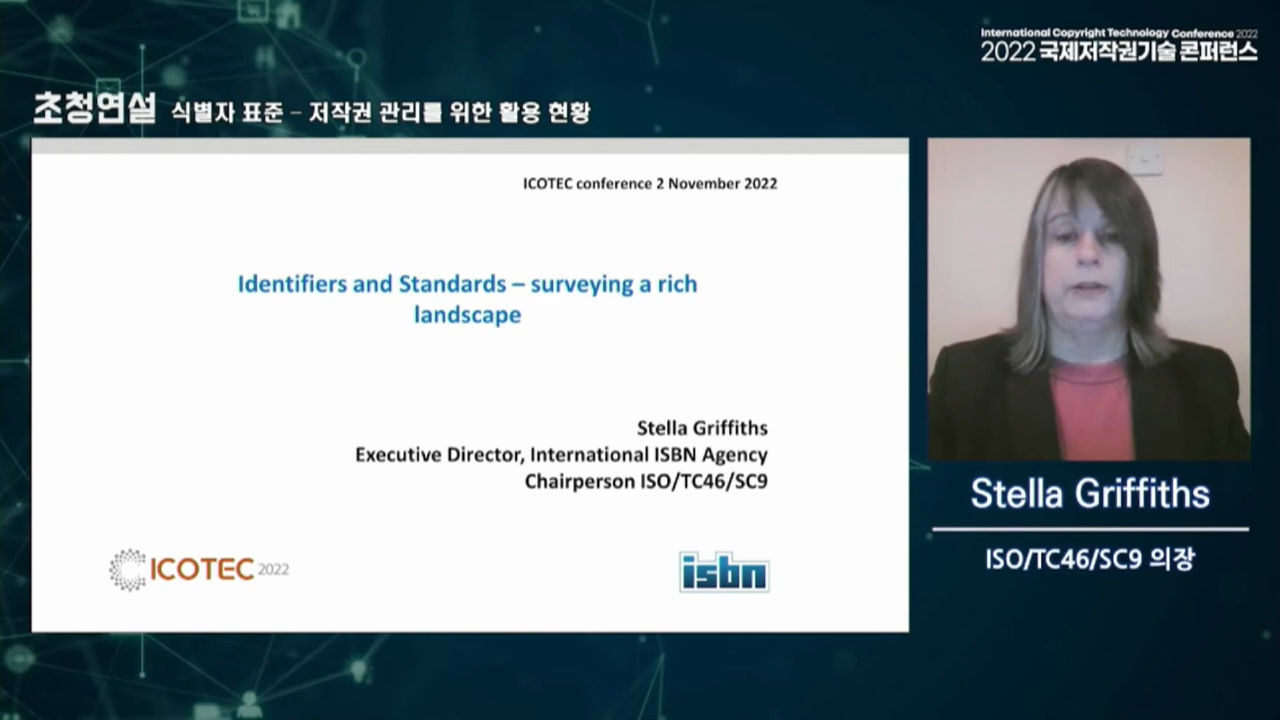 International Copyright Technology Conference 2022
2022 국제저작권기술 콘퍼런스
초청연설 식별자 표준 – 저작권 관리를 위한 활용 현황
ICOTEC conference 2 November 2022
Identifiers and Standards – surveying a rich
landscape
Stella Griffiths
Executive Director, International ISBN Agency
Chairperson ISO/TC46/SC9
ICOTEC 2022
isbn
Stella Griffiths
ISO/TC46/SC9 의장